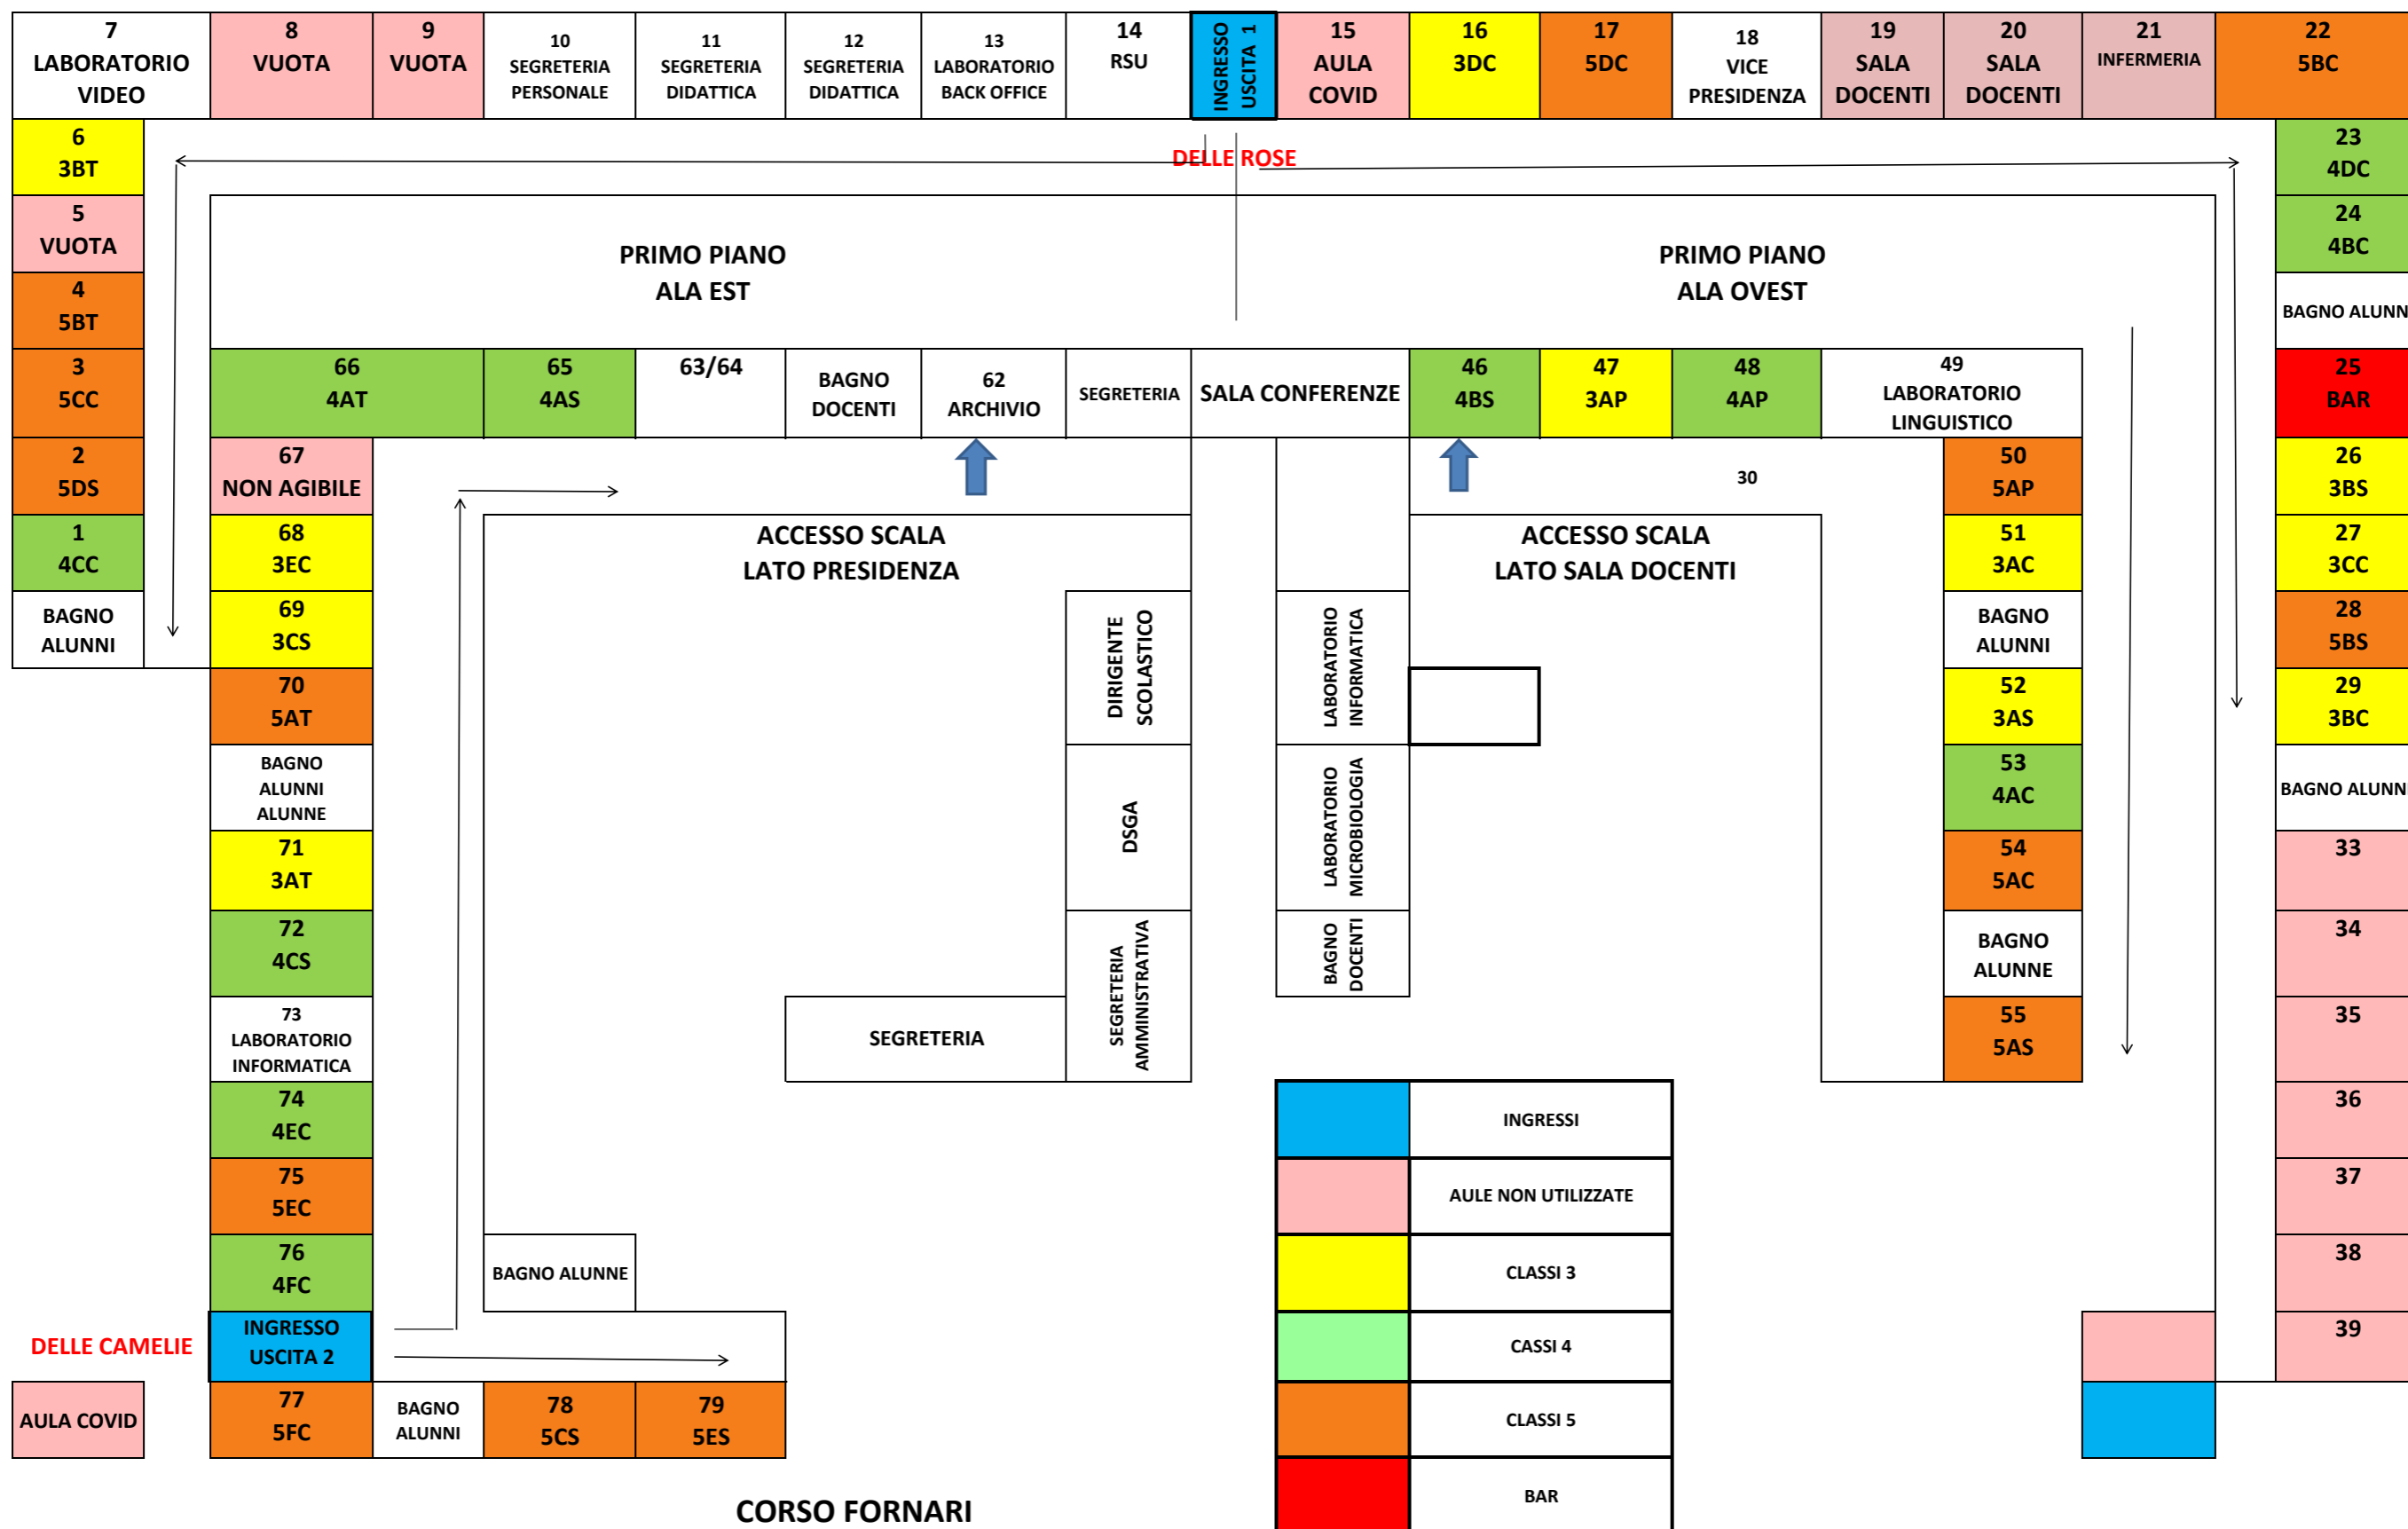 7
LABORATORIO
VIDEO
8
VUOTA
9
VUOTA
10
SEGRETERIA
PERSONALE
11
SEGRETERIA
DIDATTICA
12
SEGRETERIA
DIDATTICA
13
LABORATORIO
BACK OFFICE
14
RSU
INGRESSO
USCITA 1
15
AULA
COVID
16
3DC
17
5DC
18
VICE
PRESIDENZA
19
SALA
DOCENTI
20
SALA
DOCENTI
21
INFERMERIA
22
5BC
6
3BT
DELLE ROSE
23
4DC
5
VUOTA
PRIMO PIANO
ALA EST
PRIMO PIANO
ALA OVEST
24
4BC
4
5BT
BAGNO ALUNN
3
5CC
66
4AT
65
4AS
63/64
BAGNO
DOCENTI
62
ARCHIVIO
SEGRETERIA
SALA CONFERENZE
46
4BS
47
3AP
48
4AP
49
LABORATORIO
LINGUISTICO
25
BAR
2
5DS
67
NON AGIBILE
30
50
5AP
26
3BS
1
4CC
68
3EC
ACCESSO SCALA
LATO PRESIDENZA
ACCESSO SCALA
LATO SALA DOCENTI
51
3AC
27
3CC
BAGNO
ALUNNI
69
3CS
DIRIGENTE
SCOLASTICO
LABORATORIO
INFORMATICA
BAGNO
ALUNNI
28
5BS
70
5AT
52
3AS
29
3BC
BAGNO
ALUNNI
ALUNNE
DSGA
LABORATORIO
MICROBIOLOGIA
53
4AC
BAGNO ALUNN
71
3AT
54
5AC
33
72
4CS
SEGRETERIA
AMMINISTRATIVA
BAGNO
DOCENTI
BAGNO
ALUNNE
34
73
LABORATORIO
INFORMATICA
SEGRETERIA
55
5AS
35
74
4EC
INGRESSI
36
75
5EC
AULE NON UTILIZZATE
37
76
4FC
BAGNO ALUNNE
CLASSI 3
38
DELLE CAMELIE
INGRESSO
USCITA 2
CASSI 4
39
AULA COVID
77
5FC
BAGNO
ALUNNI
78
5CS
79
5ES
CLASSI 5
CORSO FORNARI
BAR